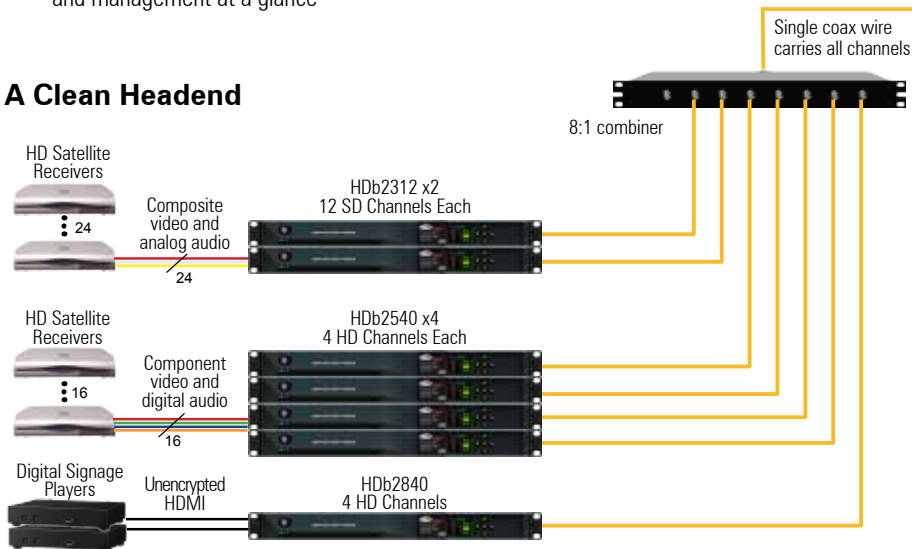 and management at a glance
Single coax wire
carries all channels
A Clean Headend
8:1 combiner
HD Satellite
Receivers
24
Composite
video and
analog audio
24
HDb2312 x2
12 SD Channels Each
HD Satellite
Receivers
16
Component
video and
digital audio
16
HDb2540 x4
4 HD Channels Each
Digital Signage
Players
Unencrypted
HDMI
HDb2840
4 HD Channels